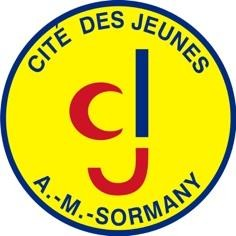 CITÉ DES JEUNES
cj
A.-M.-SORMANY